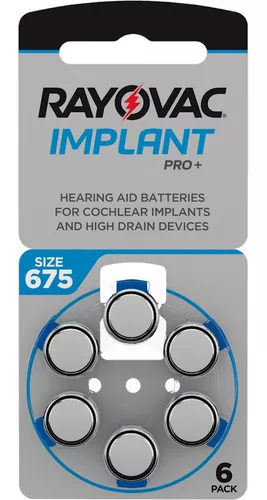 RAYOVAC
IMPLANT
PRO+
HEARING AID BATTERIES
FOR COCHLEAR IMPLANTS
AND HIGH DRAIN DEVICES
SIZE
675
6
PACK